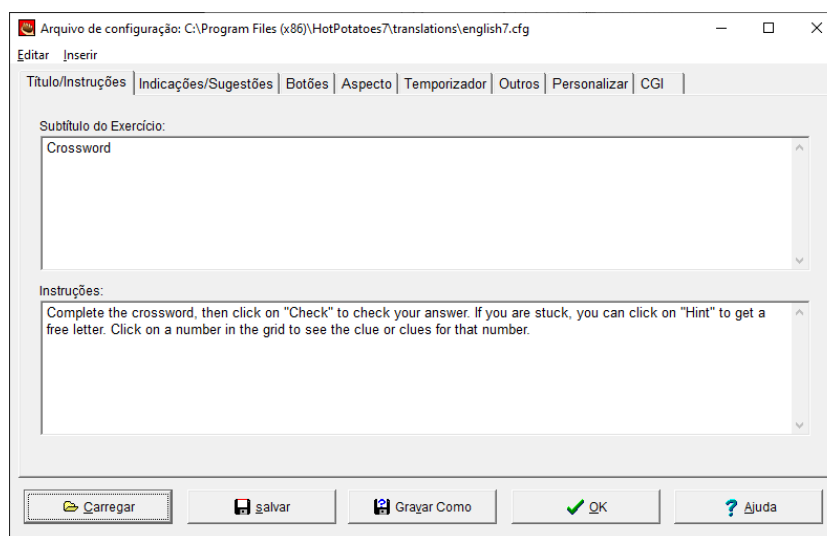 Arquivo de configuração: C:\Program Files (x86)\HotPotatoes7\translations\english7.cfg
Editar Inserir
Título/Instruções Indicações/Sugestões Botões Aspecto Temporizador Outros Personalizar CGI
Subtítulo do Exercício:
Crossword
Instruções:
Complete the crossword, then click on "Check" to check your answer. If you are stuck, you can click on "Hint" to get a
free letter. Click on a number in the grid to see the clue or clues for that number.
Carregar salvar Gravar Como OK Ajuda